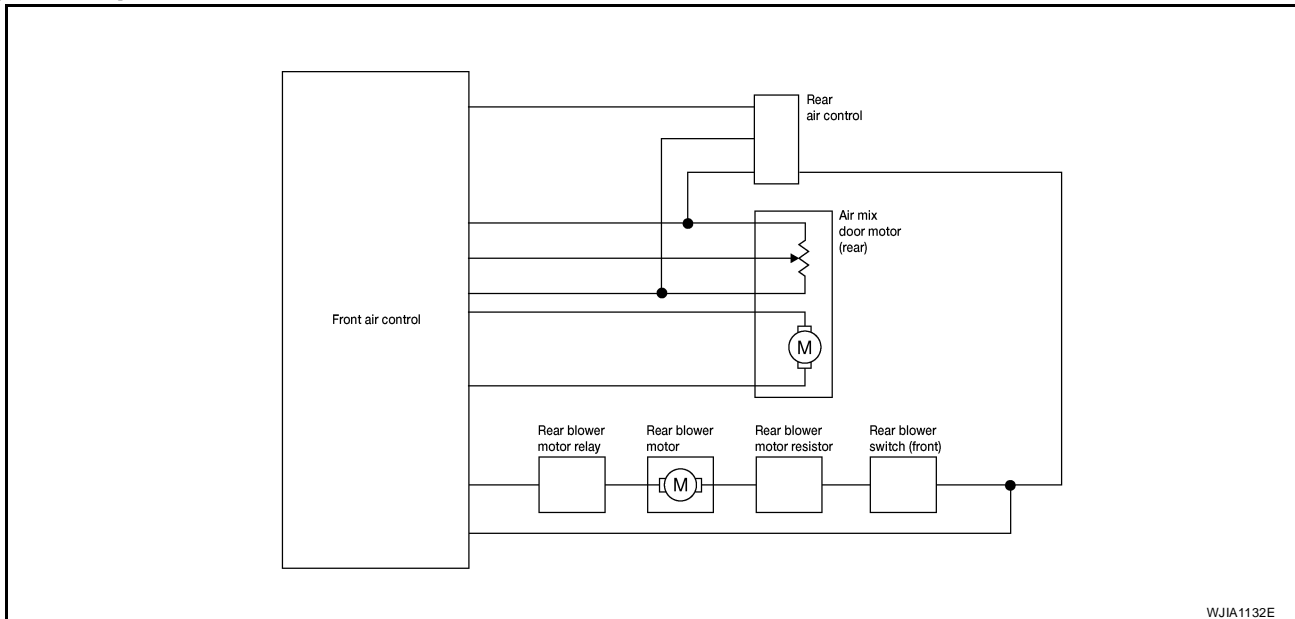 Rear
air control
Air mix
door motor
(rear)
Front air control
M
Rear blower
motor relay
Rear blower
motor
Rear blower
motor resistor
Rear blower
switch (front)
M
WJIA1132E